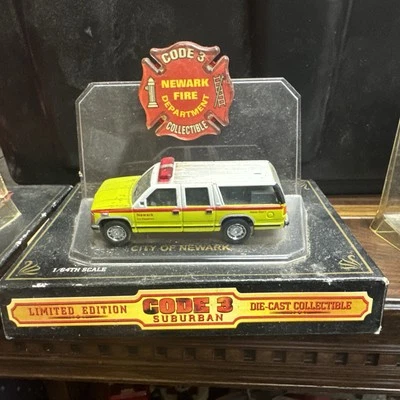 CODE 3
NEWARK
FIRE
DEPARTMENT
COLLECTIBLE
Newark
CITY OF NEWARK
1/64TH SCALE
LIMITED EDITION
CODE 3
SUBURBAN
DIE-CAST COLLECTIBLE